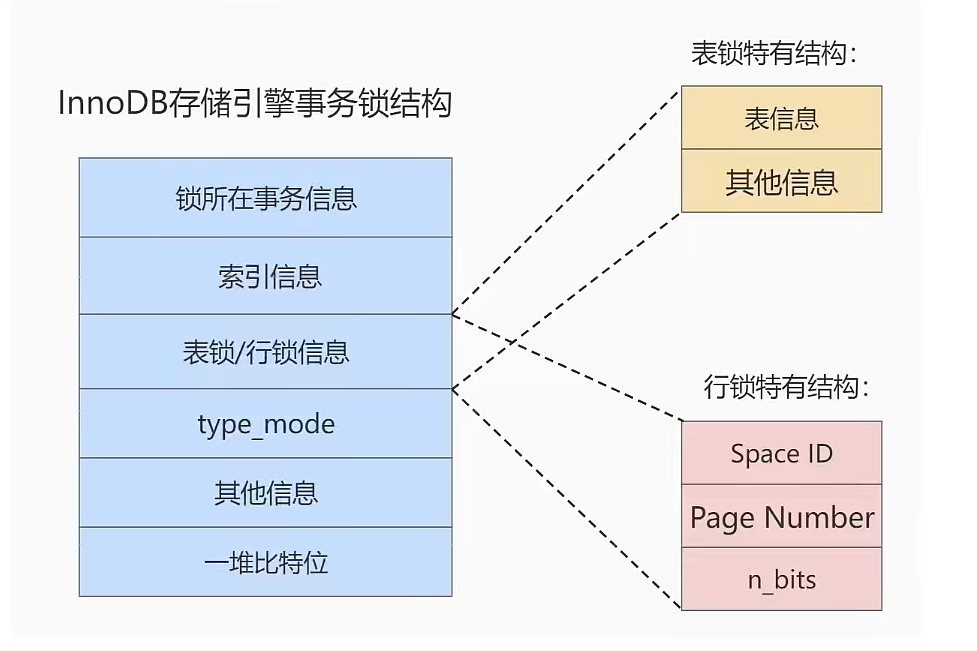 InnoDB存储引擎事务锁结构
锁所在事务信息
索引信息
表锁/行锁信息
type_mode
其他信息
一堆比特位
表锁特有结构：
表信息
其他信息
行锁特有结构：
Space ID
Page Number
n_bits